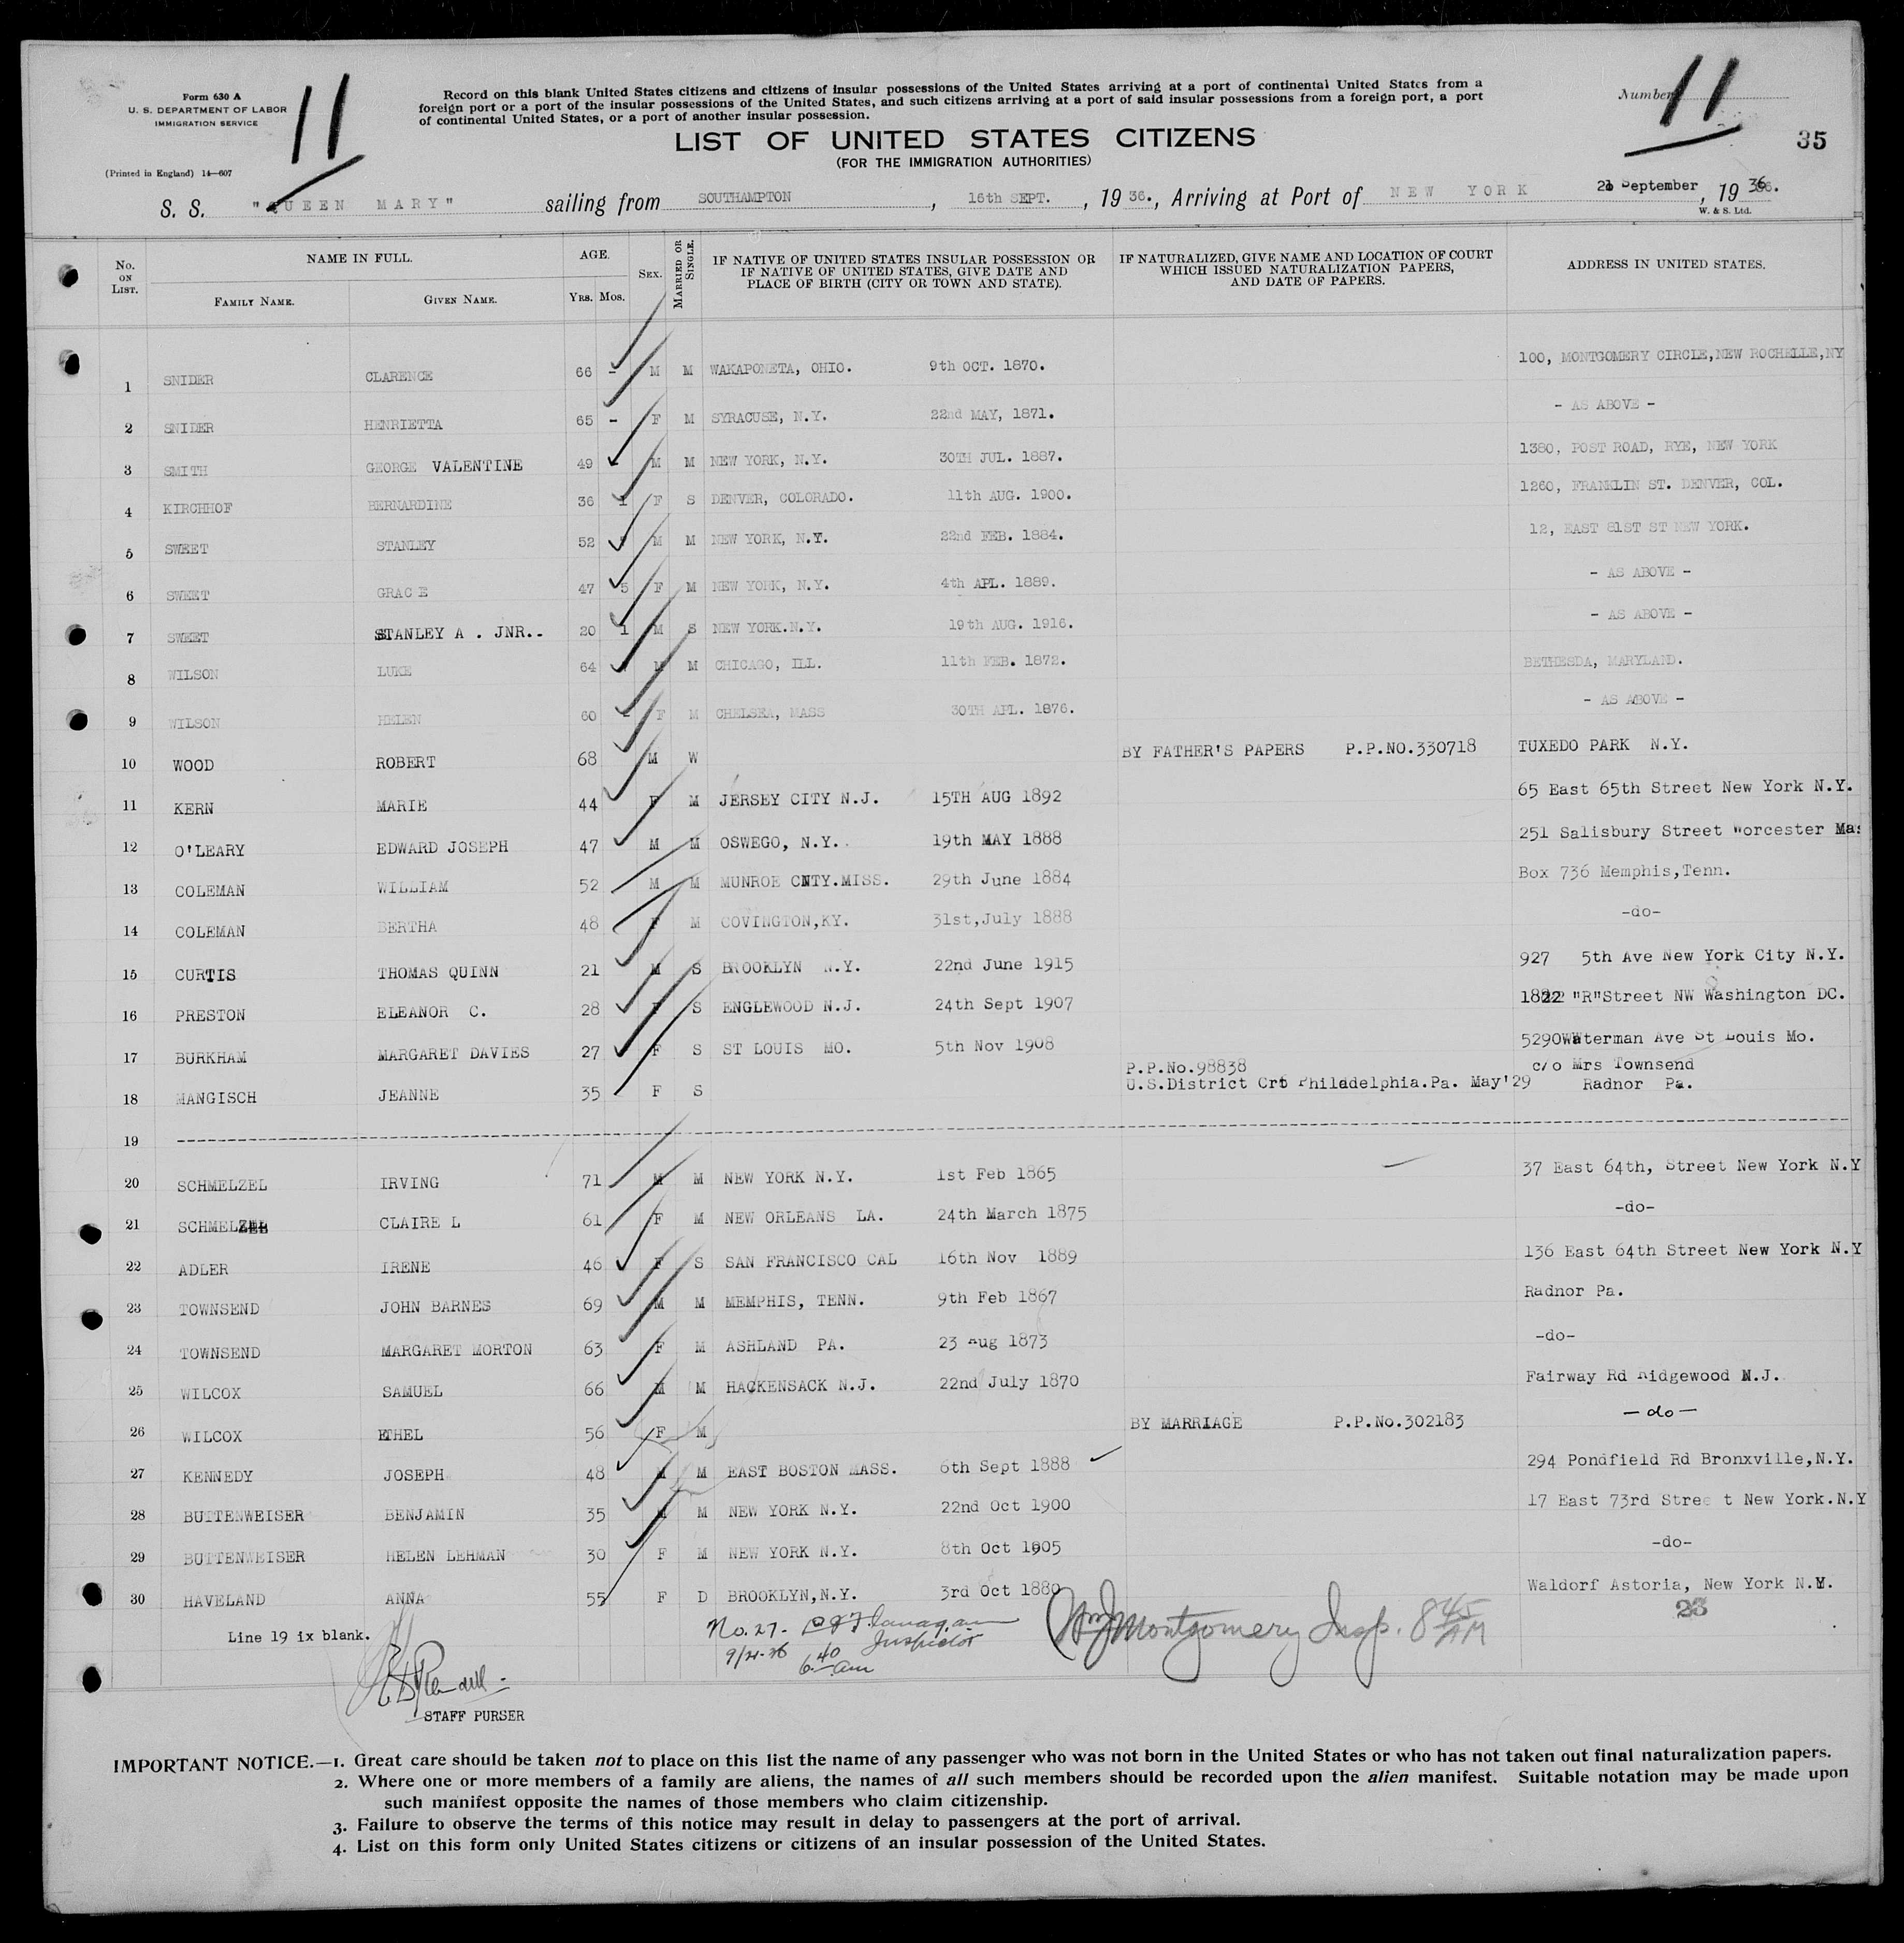 Form 630 A
U. S. DEPARTMENT OF LABOR
IMMIGRATION SERVICE
(Printed in England) 14—607
11
Record on this blank United States citizens and citizens of insular possessions of the United States arriving at a port of continental United States from a
foreign port or a port of the insular possessions of the United States, and such citizens arriving at a port of said insular possessions from a foreign port, a port
of continental United States, or a port of another insular possession.
LIST OF UNITED STATES CITIZENS
(FOR THE IMMIGRATION AUTHORITIES)
Number 11
35
S. S. "QUEEN MARY" sailing from SOUTHAMPTON, 16th SEPT., 1936., Arriving at Port of NEW YORK 21 September, 1936.
W. & S. Ltd.
No. ON LIST. NAME IN FULL. FAMILY NAME. GIVEN NAME. AGE. YRS. MOS. SEX. MARRIED OR SINGLE. IF NATIVE OF UNITED STATES INSULAR POSSESSION OR IF NATIVE OF UNITED STATES, GIVE DATE AND PLACE OF BIRTH (CITY OR TOWN AND STATE). IF NATURALIZED, GIVE NAME AND LOCATION OF COURT WHICH ISSUED NATURALIZATION PAPERS, AND DATE OF PAPERS. ADDRESS IN UNITED STATES.
1 SNIDER CLARENCE 66 - M M WAKAPONETA, OHIO. 9th OCT. 1870. 100, MONTGOMERY CIRCLE,NEW ROCHELLE,NY
2 SNIDER HENRIETTA 65 - F M SYRACUSE, N.Y. 22nd MAY, 1871. - AS ABOVE -
3 SMITH GEORGE VALENTINE 49 M M NEW YORK, N.Y. 30TH JUL. 1887. 1380, POST ROAD, RYE, NEW YORK
4 KIRCHHOF BERNARDINE 36 1 F S DENVER, COLORADO. 11th AUG. 1900. 1260, FRANKLIN ST. DENVER, COL.
5 SWEET STANLEY 52 M M NEW YORK, N.Y. 22nd FEB. 1884. 12, EAST 81ST ST NEW YORK.
6 SWEET GRACE 47 5 F M NEW YORK, N.Y. 4th APL. 1889. - AS ABOVE -
7 SWEET STANLEY A . JNR.. 20 1 M S NEW YORK.N.Y. 19th AUG. 1916. - AS ABOVE -
8 WILSON LUKE 64 M M CHICAGO, ILL. 11th FEB. 1872. BETHESDA, MARYLAND.
9 WILSON HELEN 60 - F M CHELSEA, MASS 30TH APL. 1876. - AS ABOVE -
10 WOOD ROBERT 68 M W BY FATHER'S PAPERS P.P.NO.330718 TUXEDO PARK N.Y.
11 KERN MARIE 44 F M JERSEY CITY N.J. 15TH AUG 1892 65 East 65th Street New York N.Y.
12 O'LEARY EDWARD JOSEPH 47 M M OSWEGO, N.Y. 19th MAY 1888 251 Salisbury Street Worcester Mas
13 COLEMAN WILLIAM 52 M M MUNROE CNTY.MISS. 29th June 1884 Box 736 Memphis,Tenn.
14 COLEMAN BERTHA 48 F M COVINGTON,KY. 31st,July 1888 -do-
15 CURTIS THOMAS QUINN 21 M S BROOKLYN N.Y. 22nd June 1915 927 5th Ave New York City N.Y.
16 PRESTON ELEANOR C. 28 F S ENGLEWOOD N.J. 24th Sept 1907 1822 "R"Street NW Washington DC.
17 BURKHAM MARGARET DAVIES 27 F S ST LOUIS MO. 5th Nov 1908 5290Waterman Ave St Louis Mo.
18 MANGISCH JEANNE 35 F S P.P.No.98838 U.S.District Crt Philadelphia.Pa. May'29 c/o Mrs Townsend Radnor Pa.
19
20 SCHMELZEL IRVING 71 M M NEW YORK N.Y. 1st Feb 1865 37 East 64th, Street New York N.Y
21 SCHMELZEL CLAIRE L 61 F M NEW ORLEANS LA. 24th March 1875 -do-
22 ADLER IRENE 46 F S SAN FRANCISCO CAL 16th Nov 1889 136 East 64th Street New York N.Y
23 TOWNSEND JOHN BARNES 69 M M MEMPHIS, TENN. 9th Feb 1867 Radnor Pa.
24 TOWNSEND MARGARET MORTON 63 F M ASHLAND PA. 23 Aug 1873 -do-
25 WILCOX SAMUEL 66 M M HACKENSACK N.J. 22nd July 1870 Fairway Rd Ridgewood N.J.
26 WILCOX ETHEL 56 F M BY MARRIAGE P.P.No.302183 — do —
27 KENNEDY JOSEPH 48 M M EAST BOSTON MASS. 6th Sept 1888 294 Pondfield Rd Bronxville,N.Y.
28 BUTTENWEISER BENJAMIN 35 M M NEW YORK N.Y. 22nd Oct 1900 17 East 73rd Stree t New York.N.Y
29 BUTTENWEISER HELEN LEHMAN 30 F M NEW YORK N.Y. 8th Oct 1905 -do-
30 HAVELAND ANNA 55 F D BROOKLYN,N.Y. 3rd Oct 1880 Waldorf Astoria, New York N.Y.
23
Line 19 ix blank.
No. 27- Flanagan Inspector
9/21-36 6.40 am
Wm J Montgomery Insp. 8 45 AM
STAFF PURSER
IMPORTANT NOTICE.—1. Great care should be taken not to place on this list the name of any passenger who was not born in the United States or who has not taken out final naturalization papers.
2. Where one or more members of a family are aliens, the names of all such members should be recorded upon the alien manifest. Suitable notation may be made upon
such manifest opposite the names of those members who claim citizenship.
3. Failure to observe the terms of this notice may result in delay to passengers at the port of arrival.
4. List on this form only United States citizens or citizens of an insular possession of the United States.